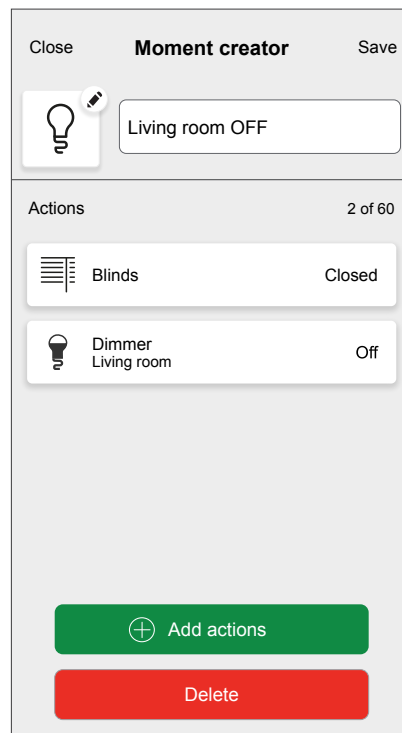 Close Moment creator Save
Living room OFF
Actions 2 of 60
Blinds Closed
Dimmer
Living room
Off
Add actions
Delete